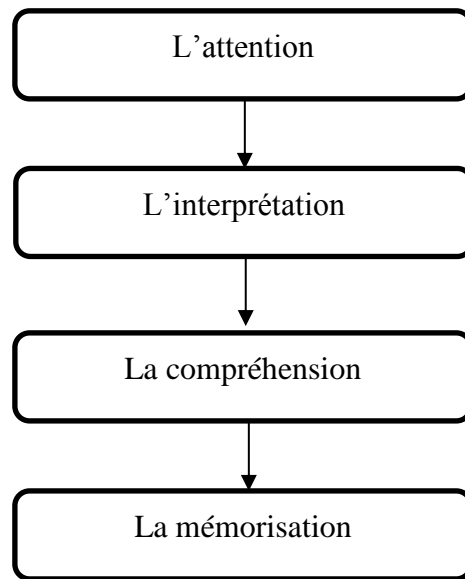 L’attention
L’interprétation
La compréhension
La mémorisation